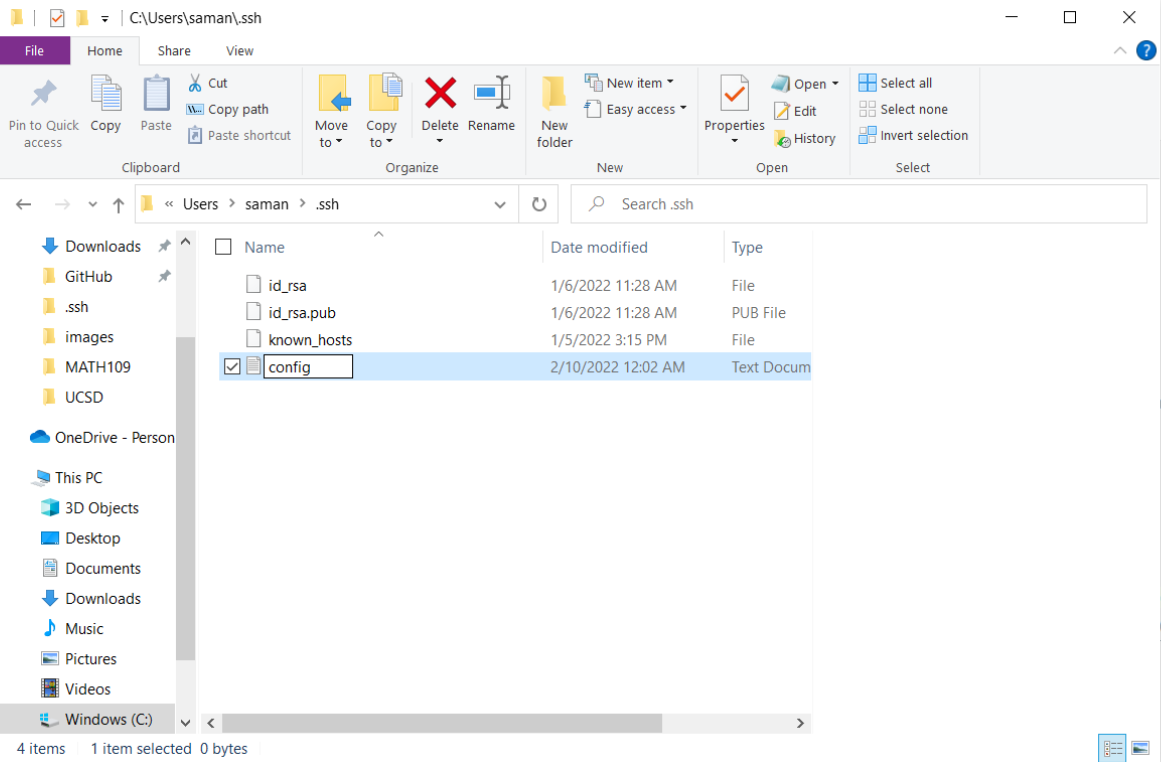 C:\Users\saman\.ssh
File Home Share View
Pin to Quick access
Copy
Paste
Cut
Copy path
Paste shortcut
Clipboard
Move to
Copy to
Delete
Rename
Organize
New folder
New item
Easy access
New
Properties
Open
Edit
History
Open
Select all
Select none
Invert selection
Select
« Users > saman > .ssh
Search .ssh
Downloads
GitHub
.ssh
images
MATH109
UCSD
OneDrive - Person
This PC
3D Objects
Desktop
Documents
Downloads
Music
Pictures
Videos
Windows (C:)
Name Date modified Type
id_rsa 1/6/2022 11:28 AM File
id_rsa.pub 1/6/2022 11:28 AM PUB File
known_hosts 1/5/2022 3:15 PM File
config 2/10/2022 12:02 AM Text Docum
4 items 1 item selected 0 bytes